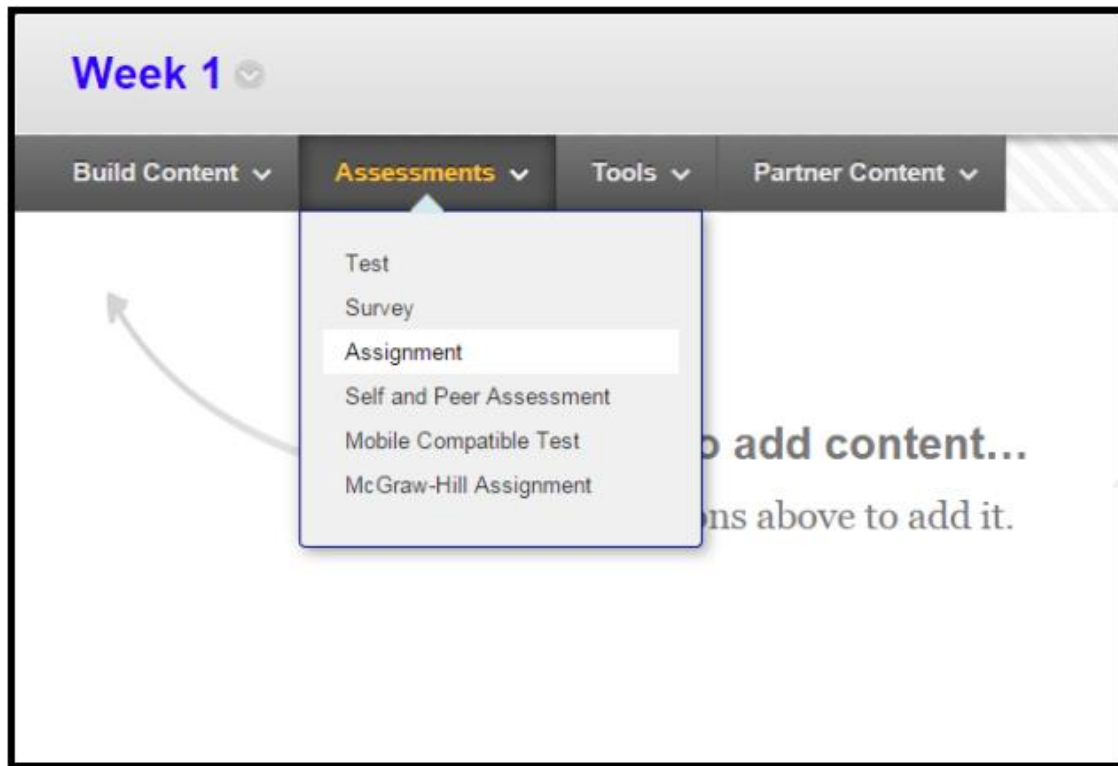 Week 1
Build Content Assessments Tools Partner Content
Test
Survey
Assignment
Self and Peer Assessment
Mobile Compatible Test
McGraw-Hill Assignment
add content...
above to add it.